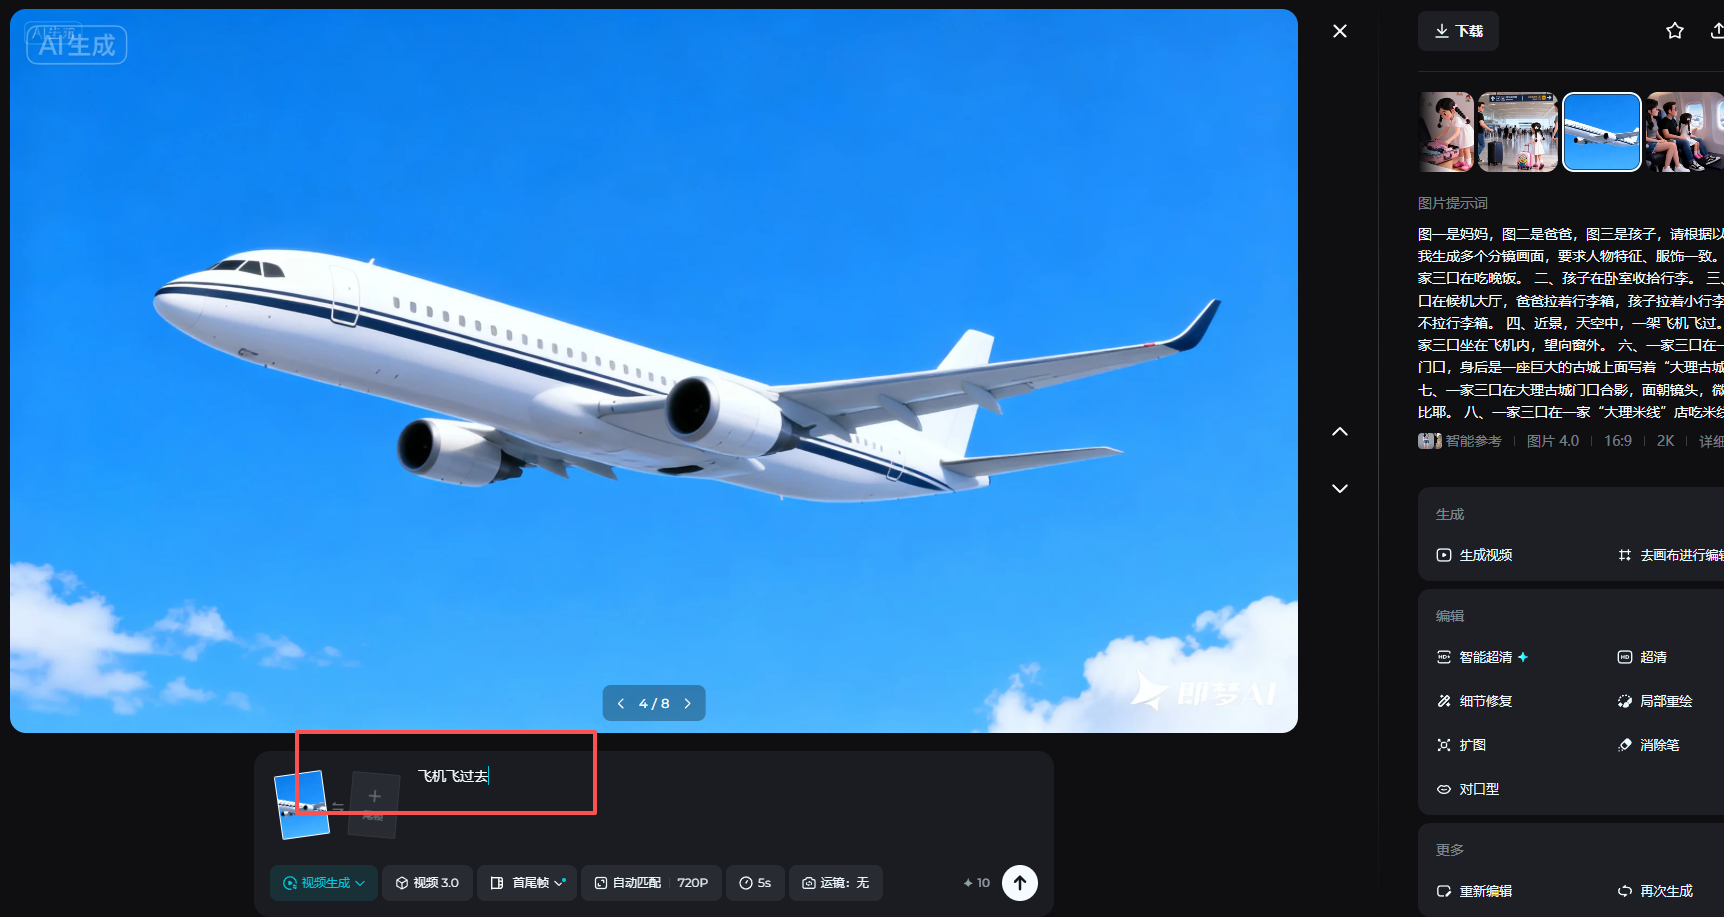 AI生成
AI生成
下载
图片提示词
图一是妈妈，图二是爸爸，图三是孩子，请根据以
我生成多个分镜画面，要求人物特征、服饰一致。
家三口在吃晚饭。 二、孩子在卧室收拾行李。 三、
口在候机大厅，爸爸拉着行李箱，孩子拉着小行李
不拉行李箱。 四、近景，天空中，一架飞机飞过。
家三口坐在飞机内，望向窗外。 六、一家三口在一
门口，身后是一座巨大的古城上面写着“大理古城
七、一家三口在大理古城门口合影，面朝镜头，微
比耶。 八、一家三口在一家“大理米线”店吃米线
智能参考 图片 4.0 16:9 2K 详细
生成
生成视频 去画布进行编辑
编辑
智能超清 超清
细节修复 局部重绘
扩图 消除笔
对口型
更多
重新编辑 再次生成
即梦AI
4 / 8
飞机飞过去
尾帧
视频生成 视频 3.0 首尾帧 自动匹配 720P 5s 运镜：无 10